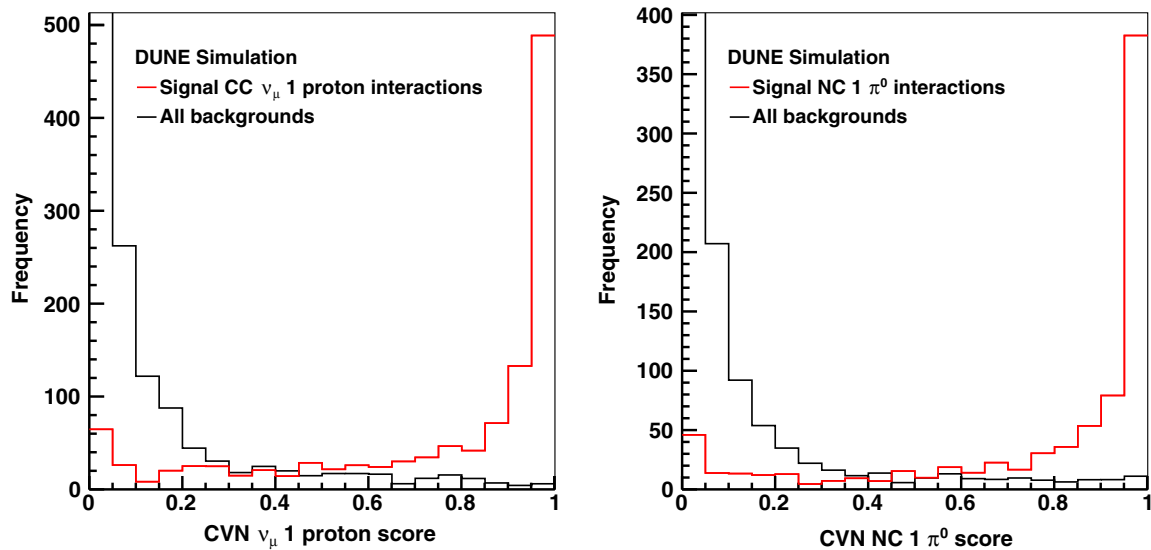 500
400
300
200
100
0
Frequency
DUNE Simulation
Signal CC ν_μ 1 proton interactions
All backgrounds
0 0.2 0.4 0.6 0.8 1
CVN ν_μ 1 proton score
400
350
300
250
200
150
100
50
0
Frequency
DUNE Simulation
Signal NC 1 π⁰ interactions
All backgrounds
0 0.2 0.4 0.6 0.8 1
CVN NC 1 π⁰ score